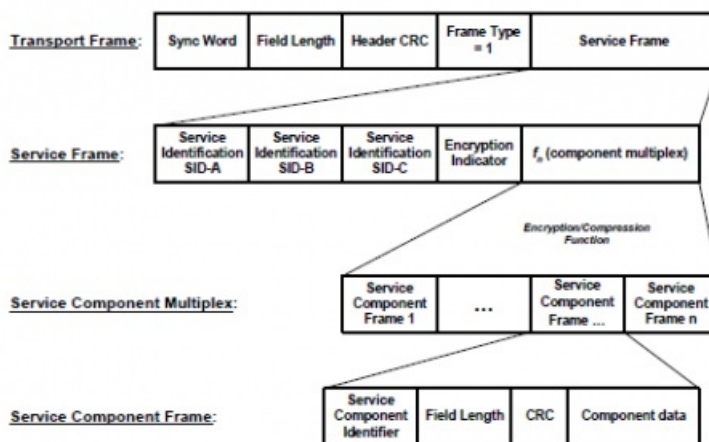 Transport Frame:
Sync Word
Field Length
Header CRC
Frame Type
= 1
Service Frame
Service Frame:
Service
Identification
SID-A
Service
Identification
SID-B
Service
Identification
SID-C
Encryption
Indicator
fn (component multiplex)
Encryption/Compression
Function
Service Component Multiplex:
Service
Component
Frame 1
...
Service
Component
Frame ....
Service
Component
Frame n
Service Component Frame:
Service
Component
Identifier
Field Length
CRC
Component data